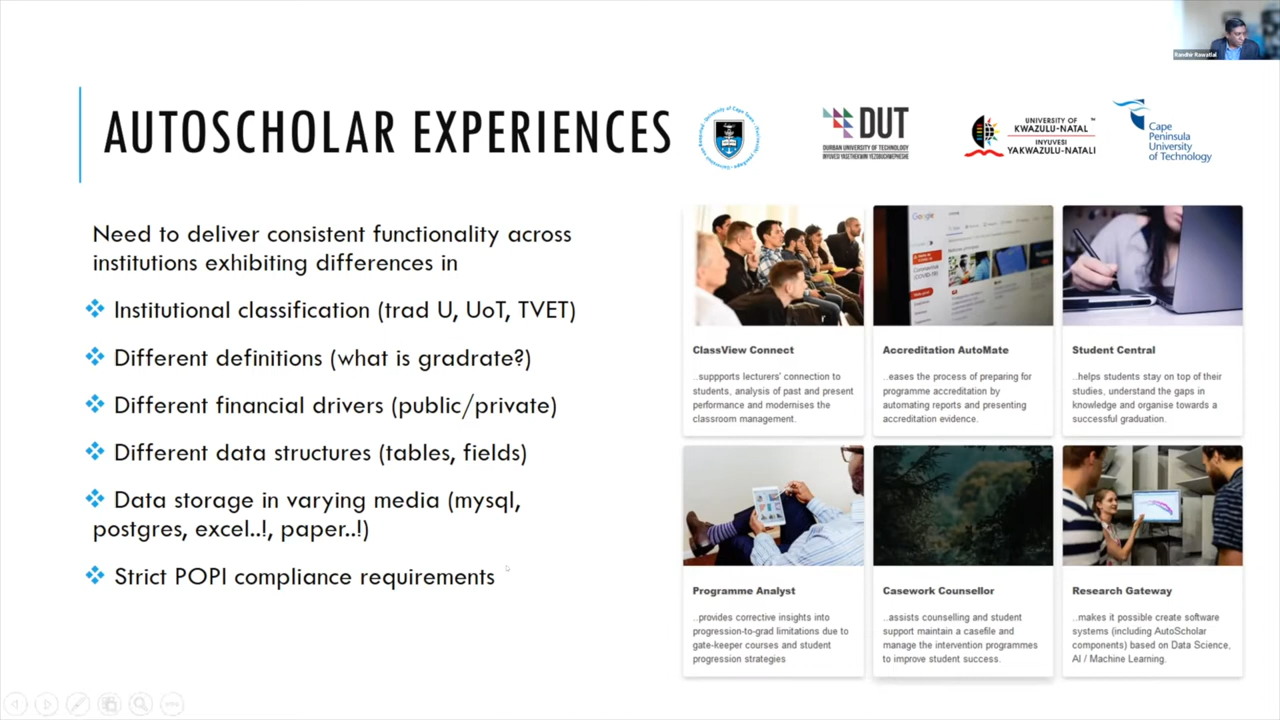 Randhir Rawatlal
AUTOSCHOLAR EXPERIENCES
DUT
DURBAN UNIVERSITY OF TECHNOLOGY
INYUVESI YASETHEKWINI YEZOBUCHWEPHESHE
UNIVERSITY OF
KWAZULU-NATAL
INYUVESI
YAKWAZULU-NATALI
Cape
Peninsula
University
of Technology
Need to deliver consistent functionality across
institutions exhibiting differences in
Institutional classification (trad U, UoT, TVET)
Different definitions (what is gradrate?)
Different financial drivers (public/private)
Different data structures (tables, fields)
Data storage in varying media (mysql,
postgres, excel..!, paper..!)
Strict POPI compliance requirements
Google
ClassView Connect
..suppports lecturers' connection to
students, analysis of past and present
performance and modernises the
classroom management.
Accreditation AutoMate
..eases the process of preparing for
programme accreditation by
automating reports and presenting
accreditation evidence.
Student Central
..helps students stay on top of their
studies, understand the gaps in
knowledge and organise towards a
successful graduation.
Programme Analyst
..provides corrective insights into
progression-to-grad limitations due to
gate-keeper courses and student
progression strategies
Casework Counsellor
..assists counselling and student
support maintain a casefile and
manage the intervention programmes
to improve student success.
Research Gateway
..makes it possible create software
systems (including AutoScholar
components) based on Data Science,
AI / Machine Learning.